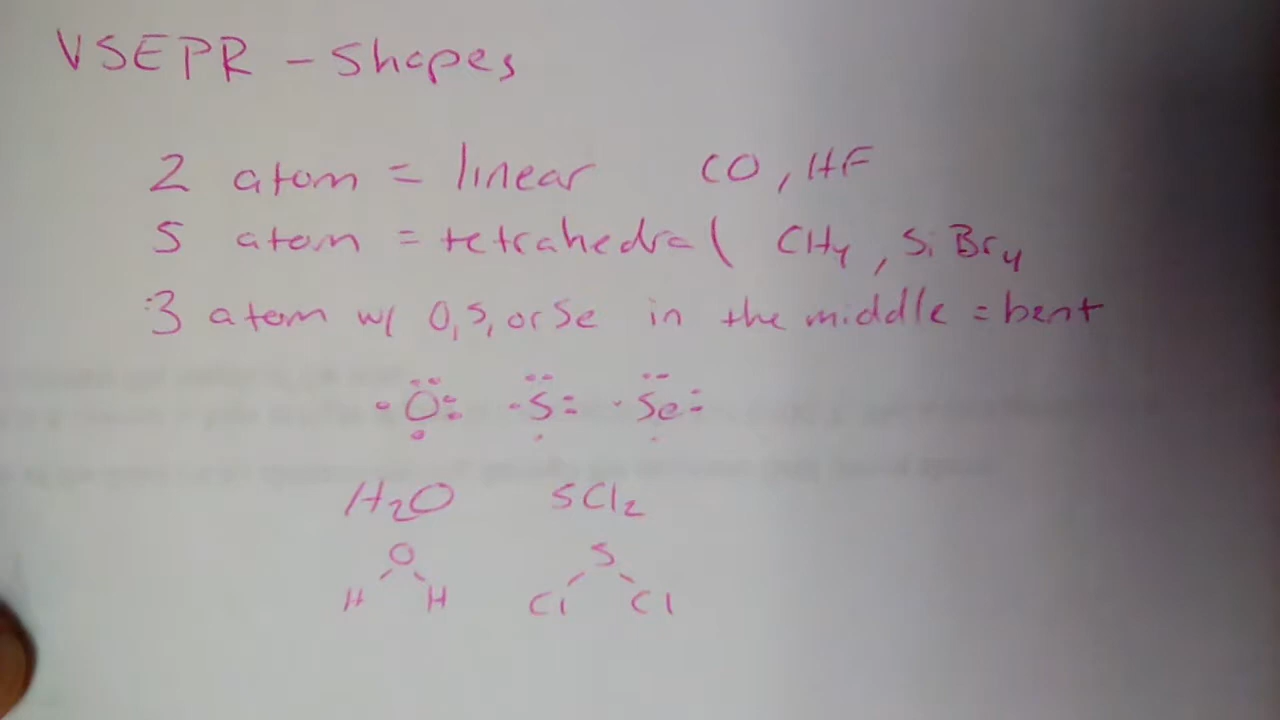 VSEPR - Shapes
2 atom = linear CO, HF
5 atom = tetrahedral CH4, SiBr4
3 atom w/ O, S, or Se in the middle = bent
O S Se
H2O SCl2
O S
H H Cl Cl